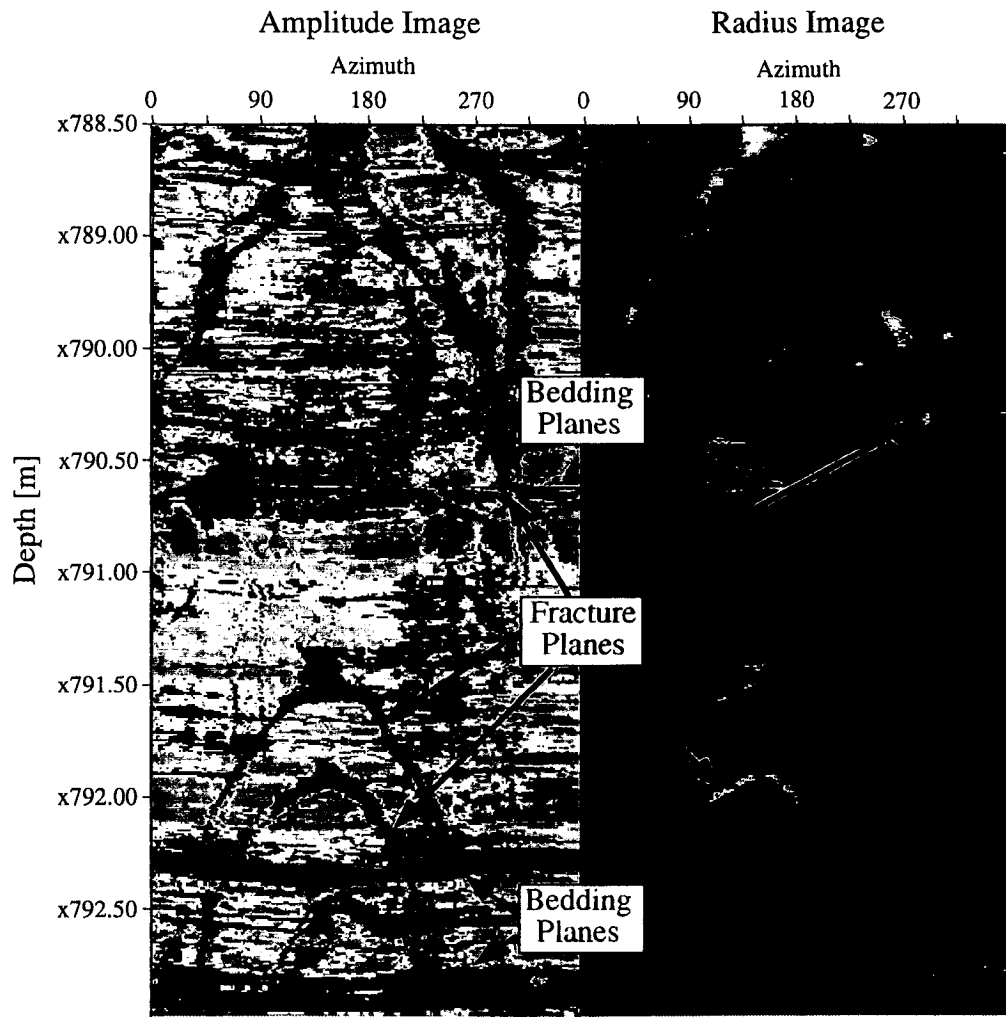 Amplitude Image
Radius Image
Azimuth
Azimuth
0 90 180 270 0 90 180 270
x788.50
x789.00
x790.00
x790.50
x791.00
x791.50
x792.00
x792.50
Depth [m]
Bedding
Planes
Fracture
Planes
Bedding
Planes